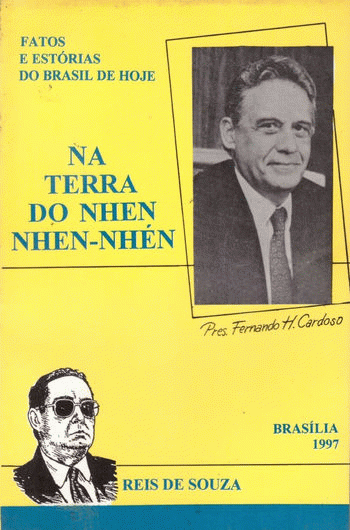 FATOS
E ESTÓRIAS
DO BRASIL DE HOJE
NA
TERRA
DO NHEN
NHEN-NHÉN
Pres. Fernando H. Cardoso
BRASÍLIA
1997
REIS DE SOUZA